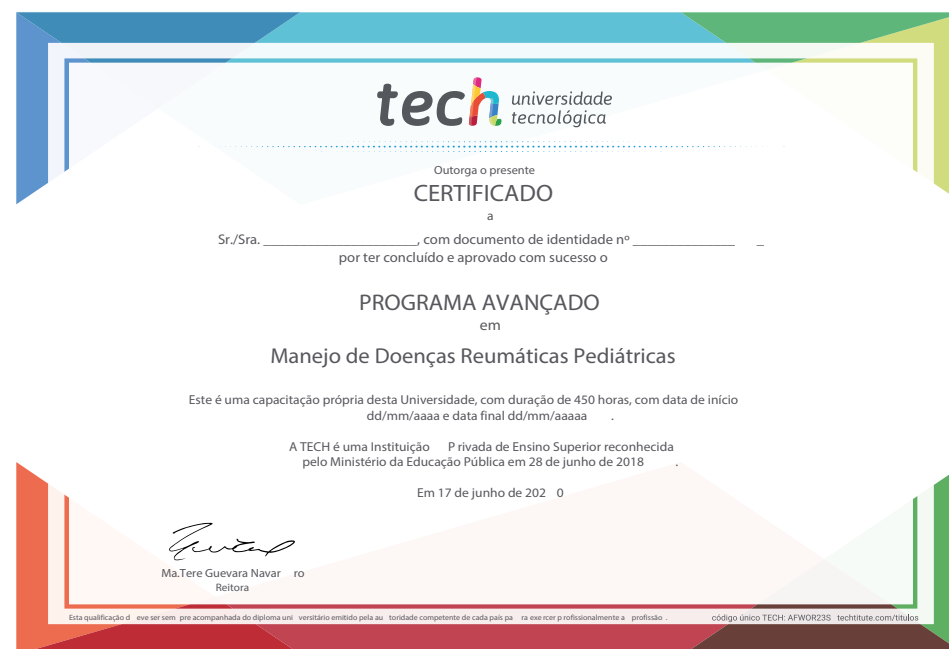 tech universidade
tecnológica
Outorga o presente
CERTIFICADO
a
Sr./Sra. ______________________, com documento de identidade nº _______________ _
por ter concluído e aprovado com sucesso o
PROGRAMA AVANÇADO
em
Manejo de Doenças Reumáticas Pediátricas
Este é uma capacitação própria desta Universidade, com duração de 450 horas, com data de início
dd/mm/aaaa e data final dd/mm/aaaaa .
A TECH é uma Instituição P rivada de Ensino Superior reconhecida
pelo Ministério da Educação Pública em 28 de junho de 2018 .
Em 17 de junho de 202 0
Ma.Tere Guevara Navar ro
Reitora
Esta qualificação d eve ser sem pre acompanhada do diploma uni versitário emitido pela au toridade competente de cada país pa ra exe rcer p rofissionalmente a profissão . código único TECH: AFWOR23S techtitute.com/titulos